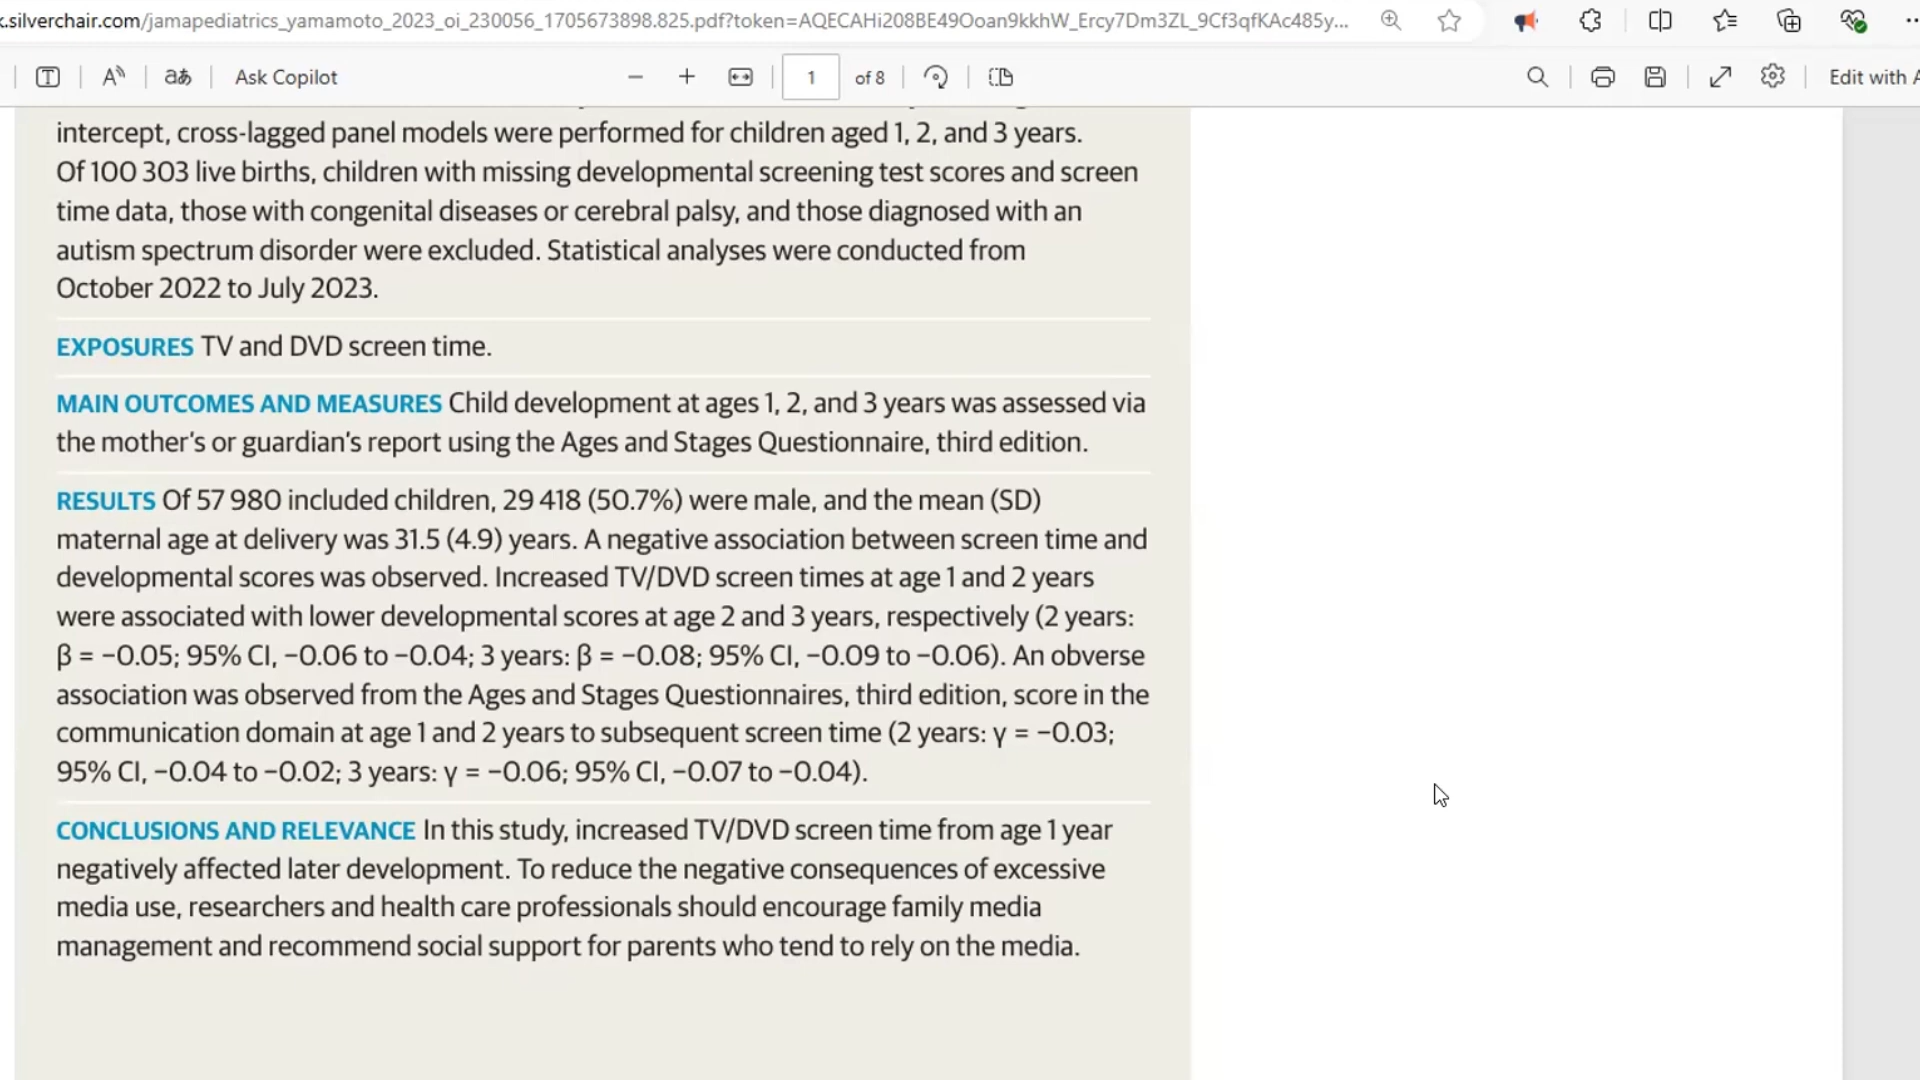 k.silverchair.com/jamapediatrics_yamamoto_2023_oi_230056_1705673898.825.pdf?token=AQECAHi208BE49Ooan9kkhW_Ercy7Dm3ZL_9Cf3qfKAc485y...
Ask Copilot 1 of 8 Edit with A
intercept, cross-lagged panel models were performed for children aged 1, 2, and 3 years.
Of 100 303 live births, children with missing developmental screening test scores and screen
time data, those with congenital diseases or cerebral palsy, and those diagnosed with an
autism spectrum disorder were excluded. Statistical analyses were conducted from
October 2022 to July 2023.
EXPOSURES TV and DVD screen time.
MAIN OUTCOMES AND MEASURES Child development at ages 1, 2, and 3 years was assessed via
the mother's or guardian's report using the Ages and Stages Questionnaire, third edition.
RESULTS Of 57 980 included children, 29 418 (50.7%) were male, and the mean (SD)
maternal age at delivery was 31.5 (4.9) years. A negative association between screen time and
developmental scores was observed. Increased TV/DVD screen times at age 1 and 2 years
were associated with lower developmental scores at age 2 and 3 years, respectively (2 years:
β = −0.05; 95% CI, −0.06 to −0.04; 3 years: β = −0.08; 95% CI, −0.09 to −0.06). An obverse
association was observed from the Ages and Stages Questionnaires, third edition, score in the
communication domain at age 1 and 2 years to subsequent screen time (2 years: γ = −0.03;
95% CI, −0.04 to −0.02; 3 years: γ = −0.06; 95% CI, −0.07 to −0.04).
CONCLUSIONS AND RELEVANCE In this study, increased TV/DVD screen time from age 1 year
negatively affected later development. To reduce the negative consequences of excessive
media use, researchers and health care professionals should encourage family media
management and recommend social support for parents who tend to rely on the media.